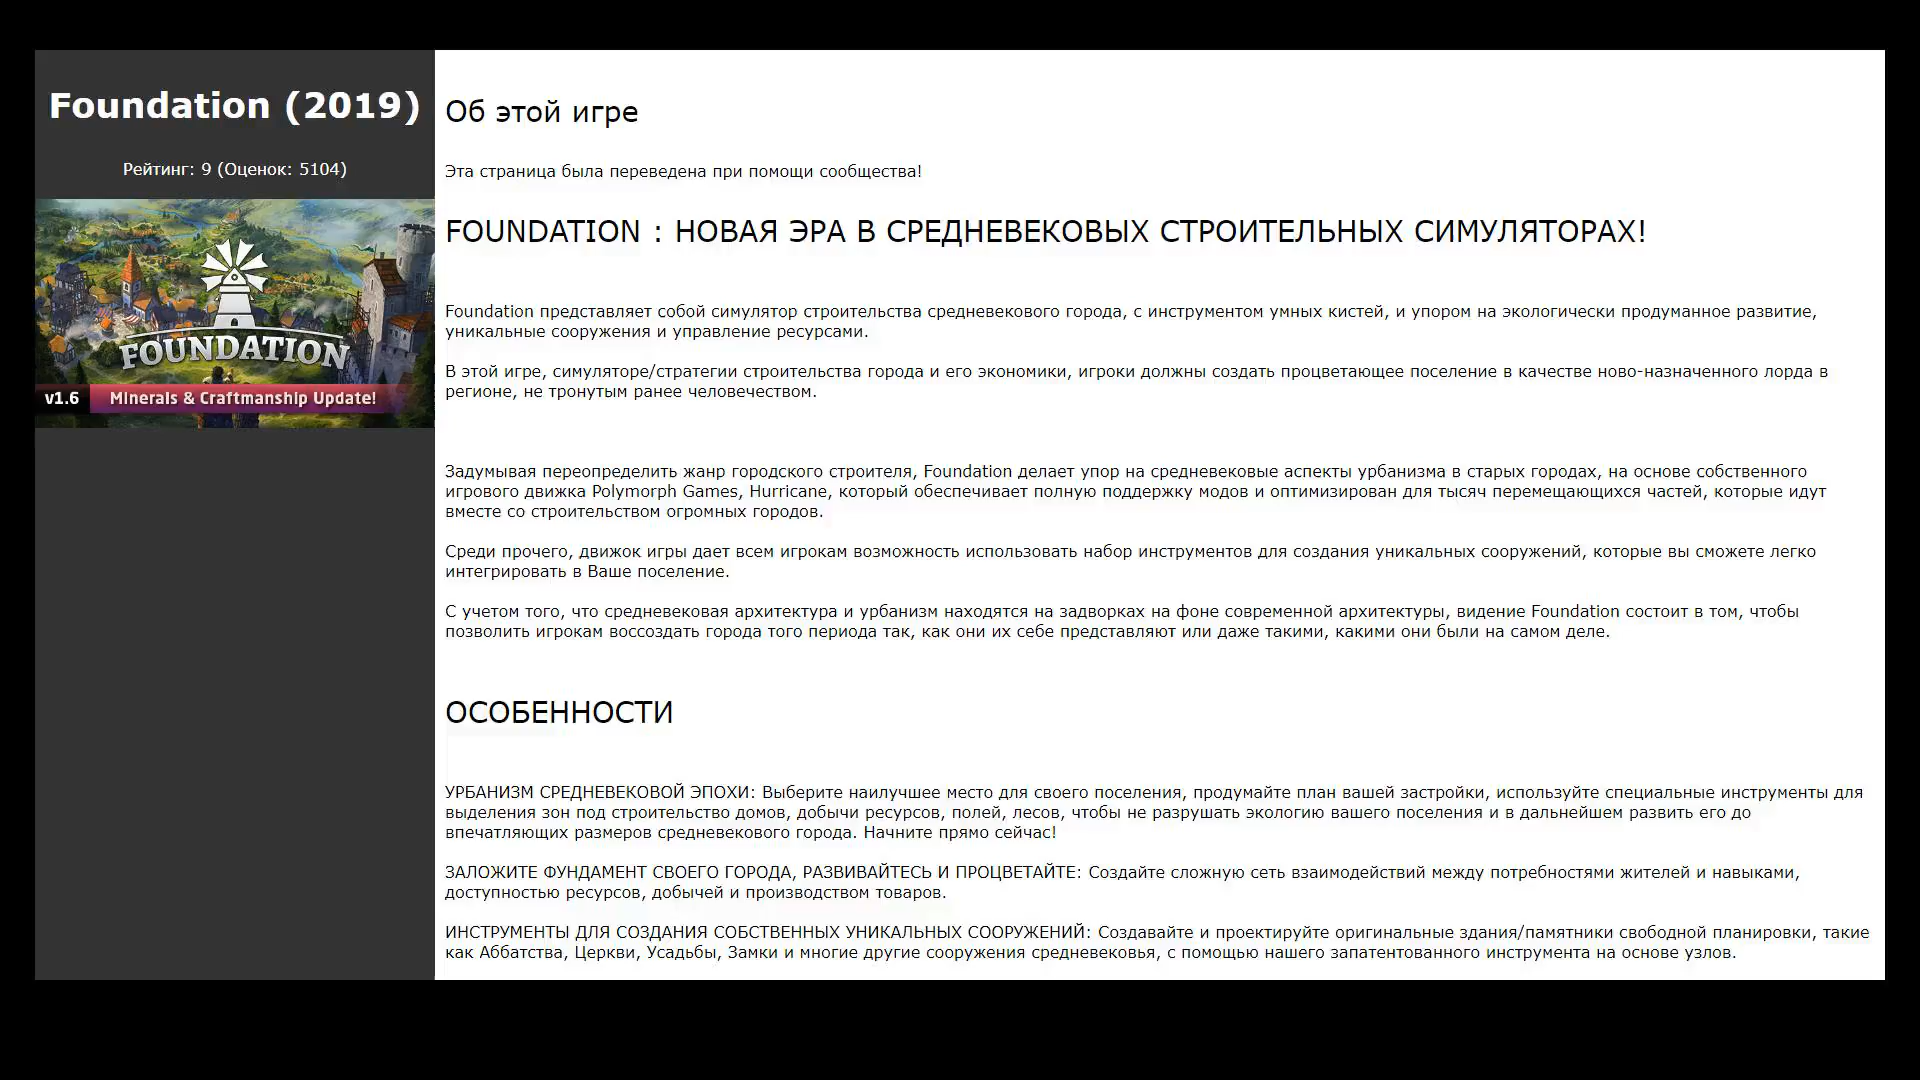 Foundation (2019)
Рейтинг: 9 (Оценок: 5104)
FOUNDATION
v1.6 Minerals & Craftmanship Update!
Об этой игре
Эта страница была переведена при помощи сообщества!
FOUNDATION : НОВАЯ ЭРА В СРЕДНЕВЕКОВЫХ СТРОИТЕЛЬНЫХ СИМУЛЯТОРАХ!
Foundation представляет собой симулятор строительства средневекового города, с инструментом умных кистей, и упором на экологически продуманное развитие,
уникальные сооружения и управление ресурсами.
В этой игре, симуляторе/стратегии строительства города и его экономики, игроки должны создать процветающее поселение в качестве ново-назначенного лорда в
регионе, не тронутым ранее человечеством.
Задумывая переопределить жанр городского строителя, Foundation делает упор на средневековые аспекты урбанизма в старых городах, на основе собственного
игрового движка Polymorph Games, Hurricane, который обеспечивает полную поддержку модов и оптимизирован для тысяч перемещающихся частей, которые идут
вместе со строительством огромных городов.
Среди прочего, движок игры дает всем игрокам возможность использовать набор инструментов для создания уникальных сооружений, которые вы сможете легко
интегрировать в Ваше поселение.
С учетом того, что средневековая архитектура и урбанизм находятся на задворках на фоне современной архитектуры, видение Foundation состоит в том, чтобы
позволить игрокам воссоздать города того периода так, как они их себе представляют или даже такими, какими они были на самом деле.
ОСОБЕННОСТИ
УРБАНИЗМ СРЕДНЕВЕКОВОЙ ЭПОХИ: Выберите наилучшее место для своего поселения, продумайте план вашей застройки, используйте специальные инструменты для
выделения зон под строительство домов, добычи ресурсов, полей, лесов, чтобы не разрушать экологию вашего поселения и в дальнейшем развить его до
впечатляющих размеров средневекового города. Начните прямо сейчас!
ЗАЛОЖИТЕ ФУНДАМЕНТ СВОЕГО ГОРОДА, РАЗВИВАЙТЕСЬ И ПРОЦВЕТАЙТЕ: Создайте сложную сеть взаимодействий между потребностями жителей и навыками,
доступностью ресурсов, добычей и производством товаров.
ИНСТРУМЕНТЫ ДЛЯ СОЗДАНИЯ СОБСТВЕННЫХ УНИКАЛЬНЫХ СООРУЖЕНИЙ: Создавайте и проектируйте оригинальные здания/памятники свободной планировки, такие
как Аббатства, Церкви, Усадьбы, Замки и многие другие сооружения средневековья, с помощью нашего запатентованного инструмента на основе узлов.